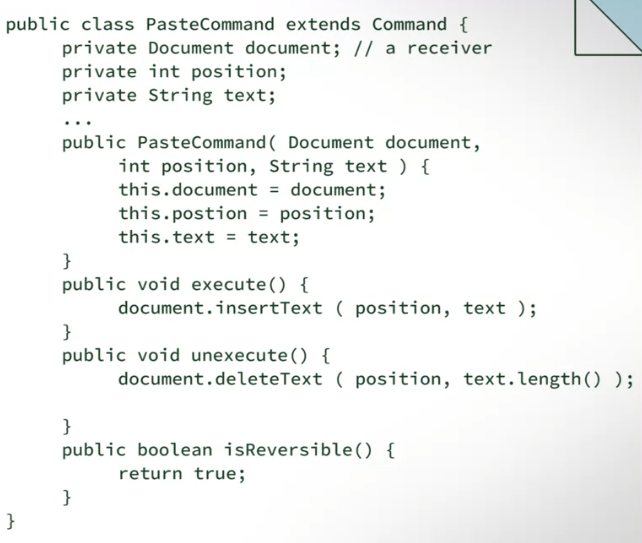 public class PasteCommand extends Command {
private Document document; // a receiver
private int position;
private String text;
...
public PasteCommand( Document document,
int position, String text ) {
this.document = document;
this.postion = position;
this.text = text;
}
public void execute() {
document.insertText ( position, text );
}
public void unexecute() {
document.deleteText ( position, text.length() );
}
public boolean isReversible() {
return true;
}
}